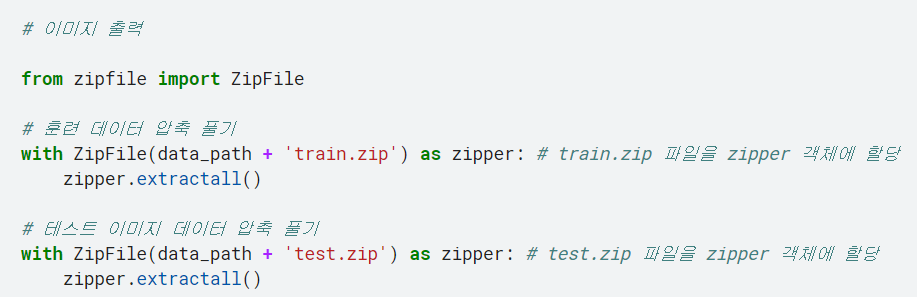 # 이미지 출력
from zipfile import ZipFile
# 훈련 데이터 압축 풀기
with ZipFile(data_path + 'train.zip') as zipper: # train.zip 파일을 zipper 객체에 할당
    zipper.extractall()
# 테스트 이미지 데이터 압축 풀기
with ZipFile(data_path + 'test.zip') as zipper: # test.zip 파일을 zipper 객체에 할당
    zipper.extractall()